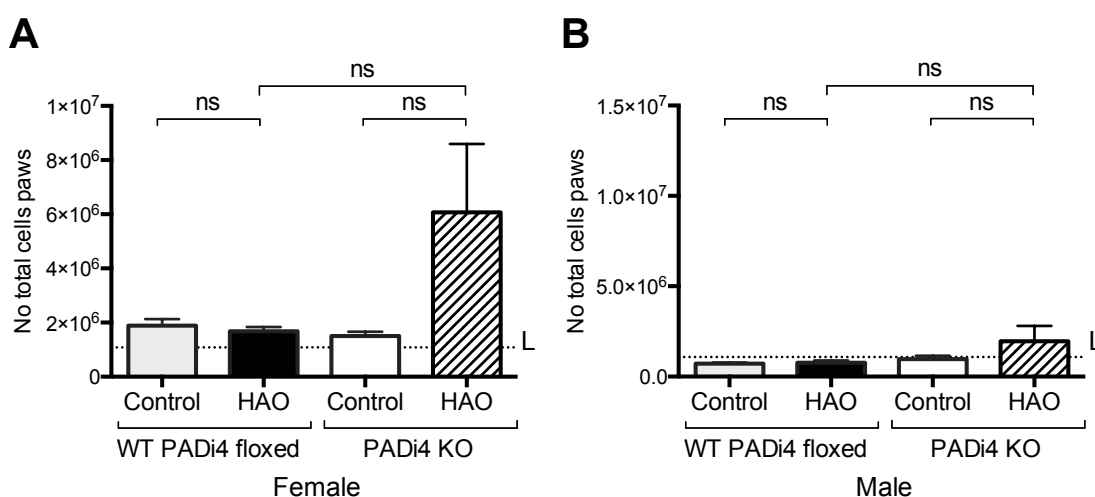 A
B
ns
ns
ns
ns
ns
ns
No total cells paws
1×10⁷
8×10⁶
6×10⁶
4×10⁶
2×10⁶
0
L
Control
HAO
Control
HAO
WT PADi4 floxed
PADi4 KO
Female
No total cells paws
1.5×10⁷
1.0×10⁷
5.0×10⁶
0.0
L
Control
HAO
Control
HAO
WT PADi4 floxed
PADi4 KO
Male